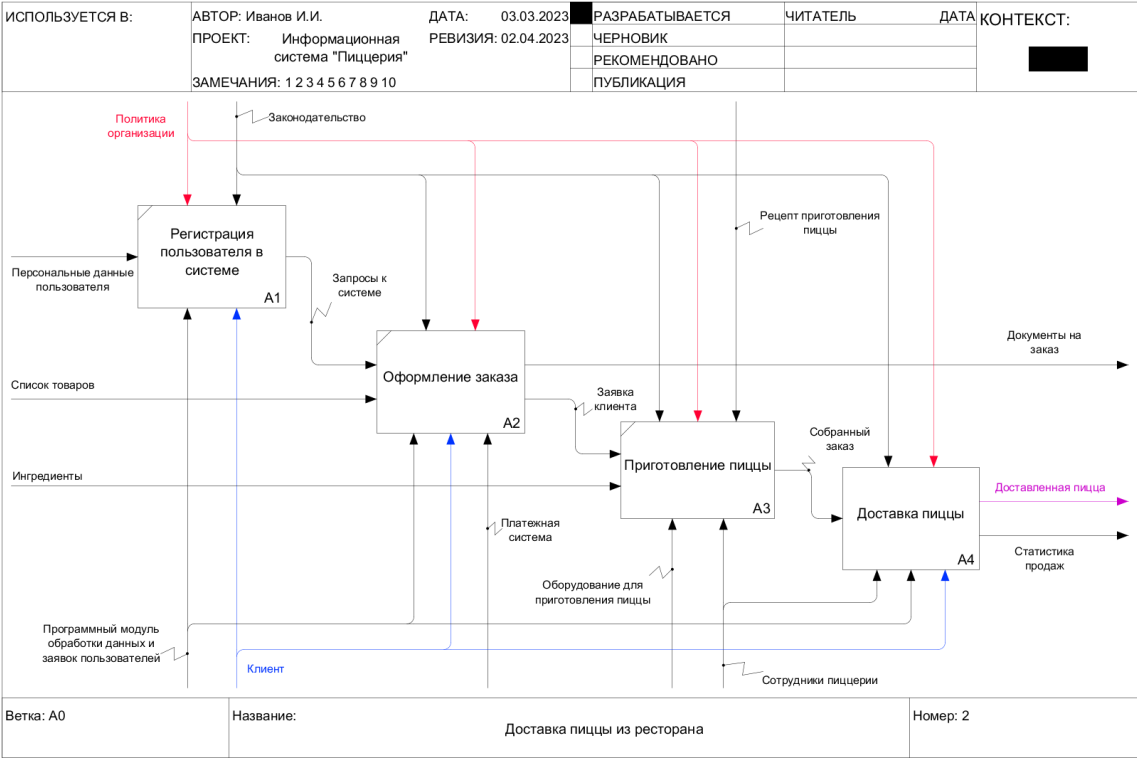 ИСПОЛЬЗУЕТСЯ В:
АВТОР: Иванов И.И.
ДАТА: 03.03.2023
РАЗРАБАТЫВАЕТСЯ
ЧИТАТЕЛЬ
ДАТА
КОНТЕКСТ:
ПРОЕКТ: Информационная
система "Пиццерия"
РЕВИЗИЯ: 02.04.2023
ЧЕРНОВИК
РЕКОМЕНДОВАНО
ЗАМЕЧАНИЯ: 1 2 3 4 5 6 7 8 9 10
ПУБЛИКАЦИЯ
Политика
организации
Законодательство
Рецепт приготовления
пиццы
Регистрация
пользователя в
системе
A1
Персональные данные
пользователя
Запросы к
системе
Документы на
заказ
Список товаров
Оформление заказа
A2
Заявка
клиента
Собранный
заказ
Ингредиенты
Приготовление пиццы
A3
Доставленная пицца
Доставка пиццы
A4
Платежная
система
Статистика
продаж
Оборудование для
приготовления пиццы
Программный модуль
обработки данных и
заявок пользователей
Клиент
Сотрудники пиццерии
Ветка: A0
Название:
Доставка пиццы из ресторана
Номер: 2